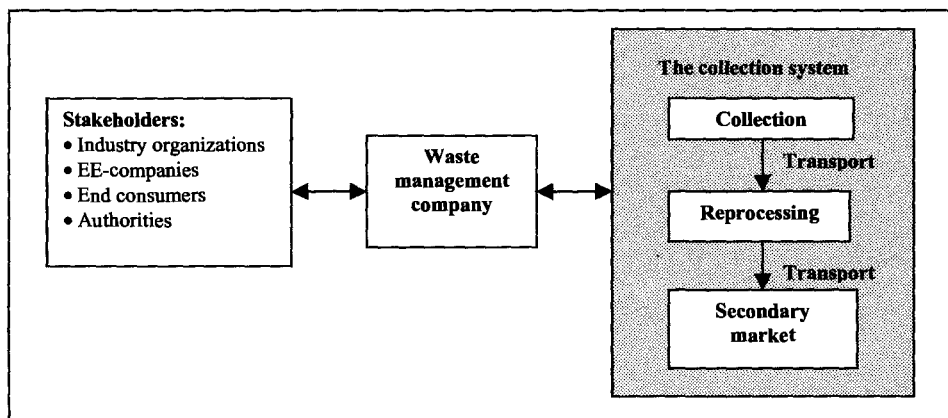 Stakeholders:
• Industry organizations
• EE-companies
• End consumers
• Authorities
Waste
management
company
The collection system
Collection
Transport
Reprocessing
Transport
Secondary
market